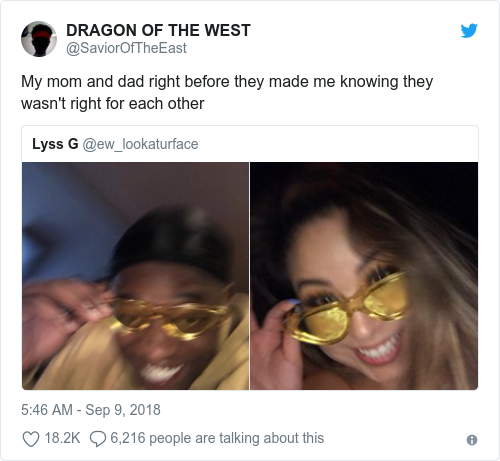 DRAGON OF THE WEST
@SaviorOfTheEast
My mom and dad right before they made me knowing they
wasn't right for each other
Lyss G @ew_lookaturface
5:46 AM - Sep 9, 2018
18.2K 6,216 people are talking about this